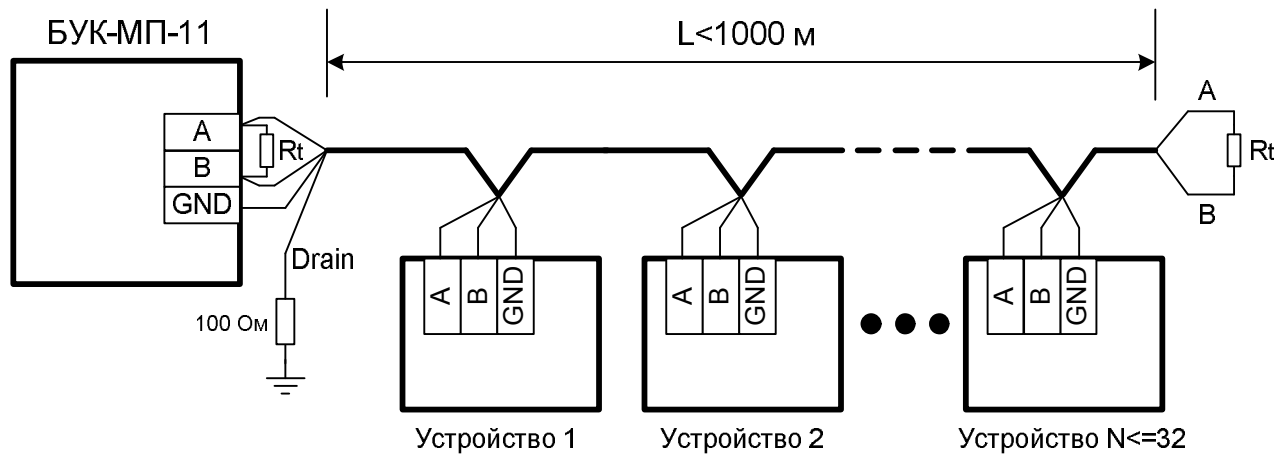 БУК-МП-11
L<1000 м
A
B
GND
Rt
Drain
100 Ом
A
B
Rt
A
B
GND
A
B
GND
A
B
GND
Устройство 1
Устройство 2
Устройство N<=32